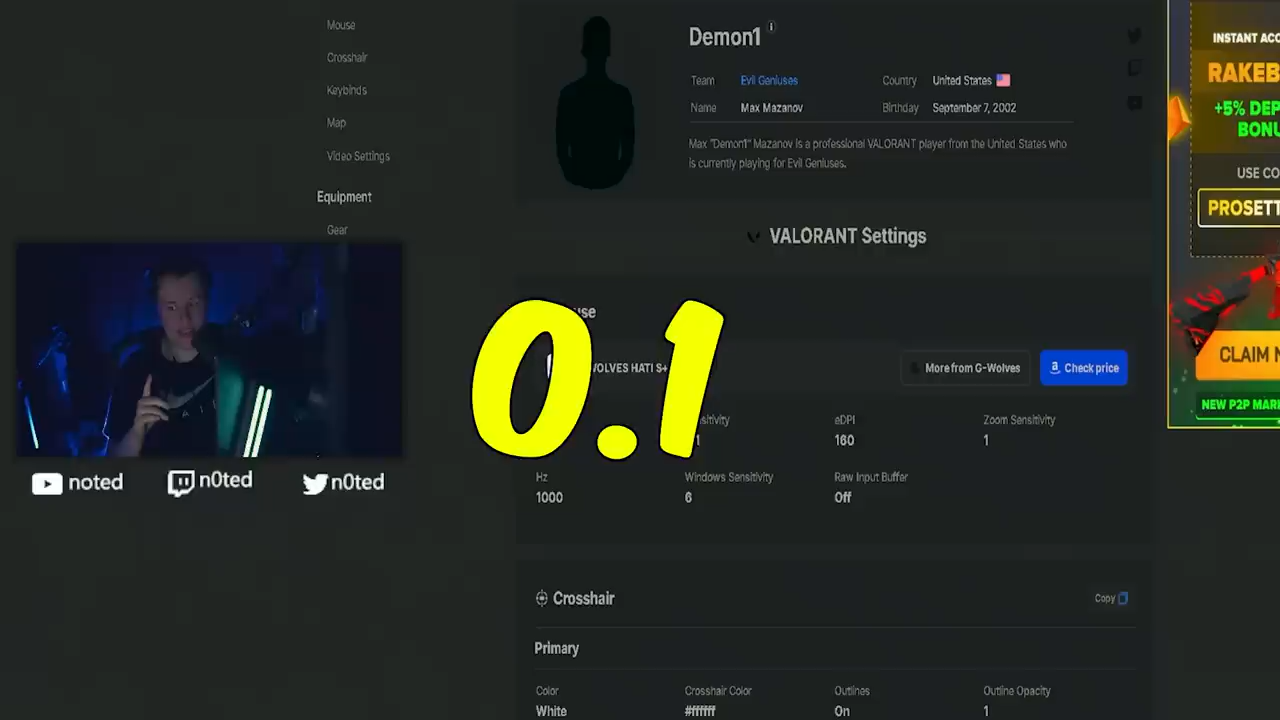 Mouse
Crosshair
Keybinds
Map
Video Settings
Equipment
Gear
noted
n0ted
n0ted
Demon1
Team Evil Geniuses Country United States
Name Max Mazanov Birthday September 7, 2002
Max "Demon1" Mazanov is a professional VALORANT player from the United States who
is currently playing for Evil Geniuses.
VALORANT Settings
0.1
More from G-Wolves
Check price
eDPI Zoom Sensitivity
160 1
Hz Windows Sensitivity Raw Input Buffer
1000 6 Off
Crosshair
Copy
Primary
Color Crosshair Color Outlines Outline Opacity
White #ffffff On 1
INSTANT ACC
RAKEB
+5% DEP
BONU
USE CO
PROSETT
CLAIM N
NEW P2P MARK